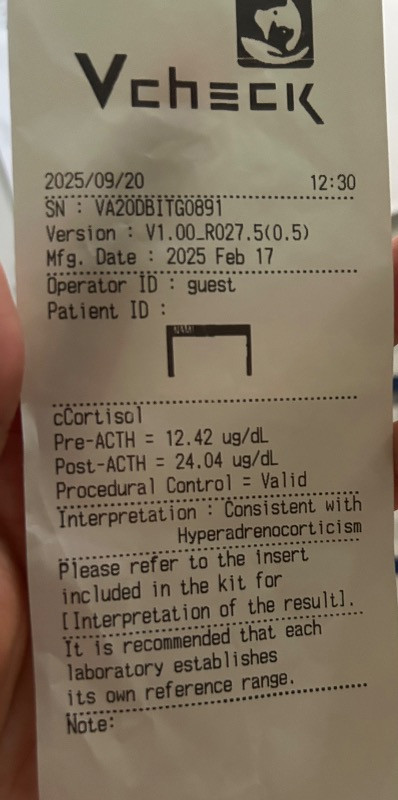 Vcheck
2025/09/20 12:30
SN : VA20DBITG0891
Version : V1.00_R027.5(0.5)
Mfg. Date : 2025 Feb 17
Operator ID : guest
Patient ID :
cCortisol
Pre-ACTH = 12.42 ug/dL
Post-ACTH = 24.04 ug/dL
Procedural Control = Valid
Interpretation : Consistent with
Hyperadrenocorticism
Please refer to the insert
included in the kit for
[Interpretation of the result].
It is recommended that each
laboratory establishes
its own reference range.
Note: